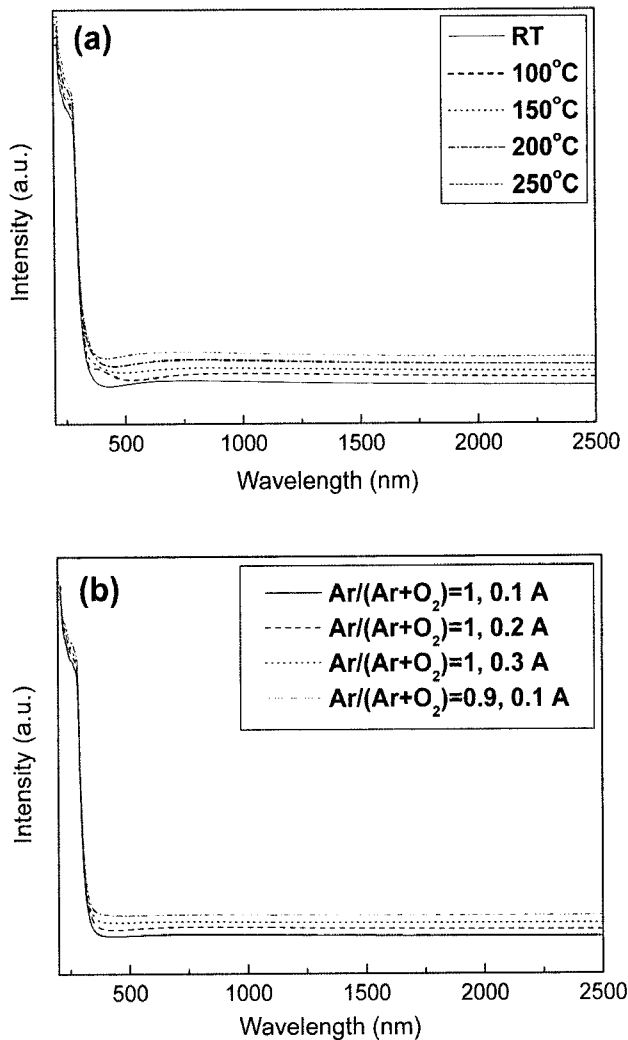 (a)
RT
100°C
150°C
200°C
250°C
Intensity (a.u.)
500
1000
1500
2000
2500
Wavelength (nm)
(b)
Ar/(Ar+O₂)=1, 0.1 A
Ar/(Ar+O₂)=1, 0.2 A
Ar/(Ar+O₂)=1, 0.3 A
Ar/(Ar+O₂)=0.9, 0.1 A
Intensity (a.u.)
500
1000
1500
2000
2500
Wavelength (nm)